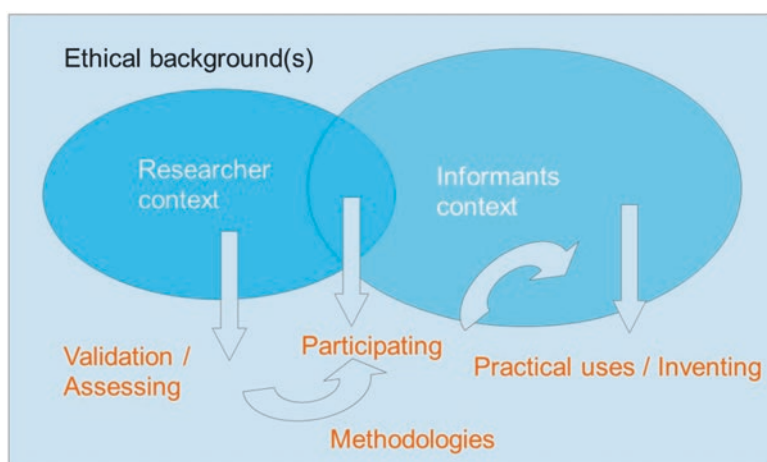 Ethical background(s)
Researcher
context
Informants
context
Validation /
Assessing
Participating
Practical uses / Inventing
Methodologies